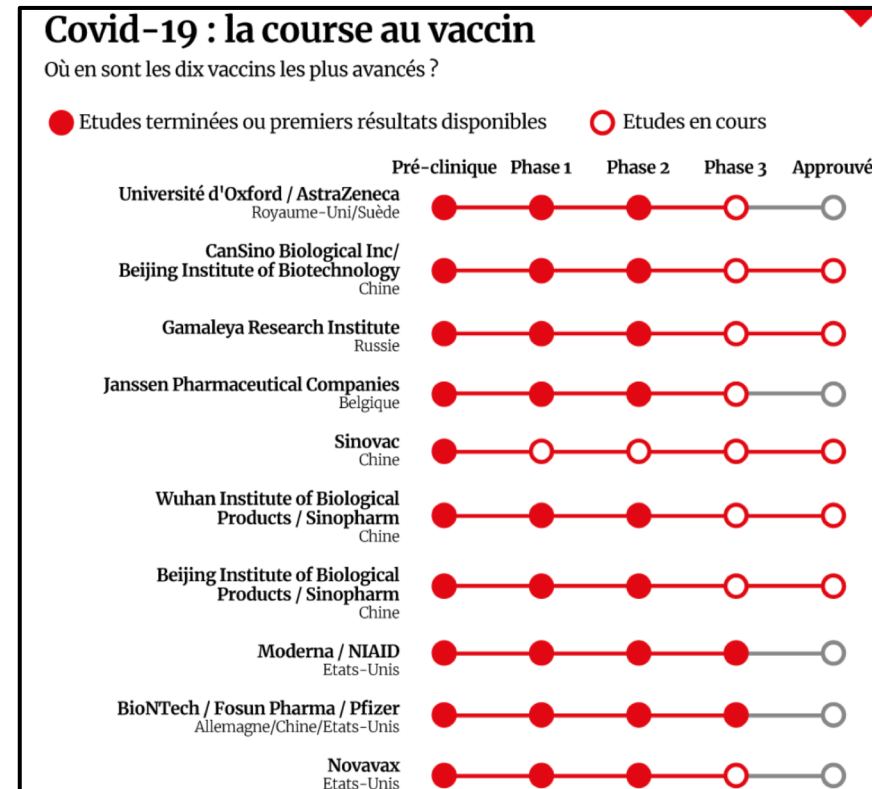 Covid-19 : la course au vaccin
Où en sont les dix vaccins les plus avancés ?
Etudes terminées ou premiers résultats disponibles
Etudes en cours
Pré-clinique Phase 1 Phase 2 Phase 3 Approuvé
Université d'Oxford / AstraZeneca
Royaume-Uni/Suède
CanSino Biological Inc/
Beijing Institute of Biotechnology
Chine
Gamaleya Research Institute
Russie
Janssen Pharmaceutical Companies
Belgique
Sinovac
Chine
Wuhan Institute of Biological
Products / Sinopharm
Chine
Beijing Institute of Biological
Products / Sinopharm
Chine
Moderna / NIAID
Etats-Unis
BioNTech / Fosun Pharma / Pfizer
Allemagne/Chine/Etats-Unis
Novavax
Etats-Unis